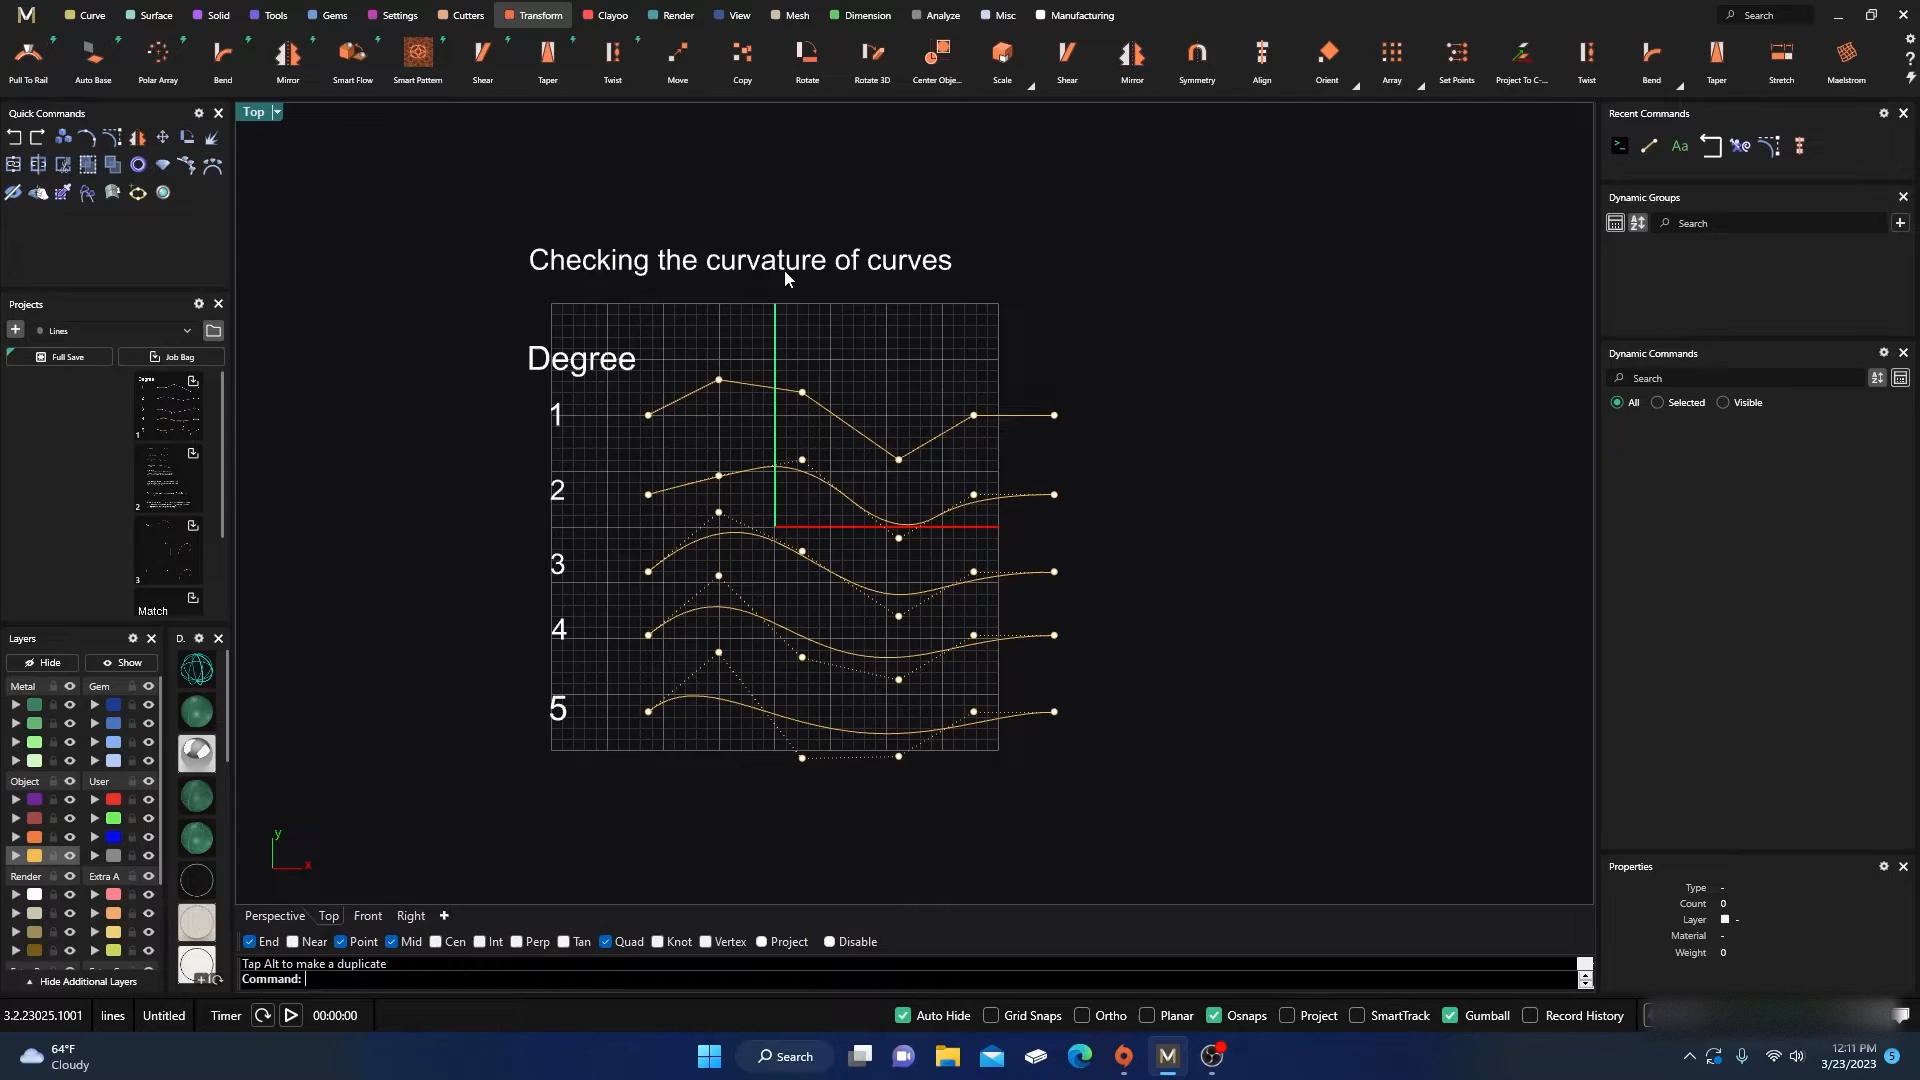 M Curve Surface Solid Tools Gems Settings Cutters Transform Clayoo Render View Mesh Dimension Analyze Misc Manufacturing Search
Pull To Rail Auto Base Polar Array Bend Mirror Smart Flow Smart Pattern Shear Taper Twist Move Copy Rotate Rotate 3D Center Obje... Scale Shear Mirror Symmetry Align Orient Array Set Points Project To C-... Twist Bend Taper Stretch Maelstrom
Quick Commands
Top
Recent Commands
Aa
Dynamic Groups
Search
Checking the curvature of curves
Projects
Lines
Full Save Job Bag
Degree
1
2
3
4
5
Degree
1
2
3
Match
Dynamic Commands
Search
All Selected Visible
Layers
D.
Hide Show
Metal Gem
Object User
Render Extra A
Hide Additional Layers
y
x
Properties
Type -
Count 0
Layer -
Material -
Weight 0
Perspective Top Front Right
End Near Point Mid Cen Int Perp Tan Quad Knot Vertex Project Disable
Tap Alt to make a duplicate
Command:
3.2.23025.1001 lines Untitled Timer 00:00:00 Auto Hide Grid Snaps Ortho Planar Osnaps Project SmartTrack Gumball Record History
64°F
Cloudy
Search
M
12:11 PM
3/23/2023
5